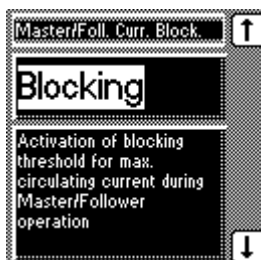 Master/Foll. Curr. Block.
Blocking
Activation of blocking
threshold for max.
circulating current during
Master/Follower
operation